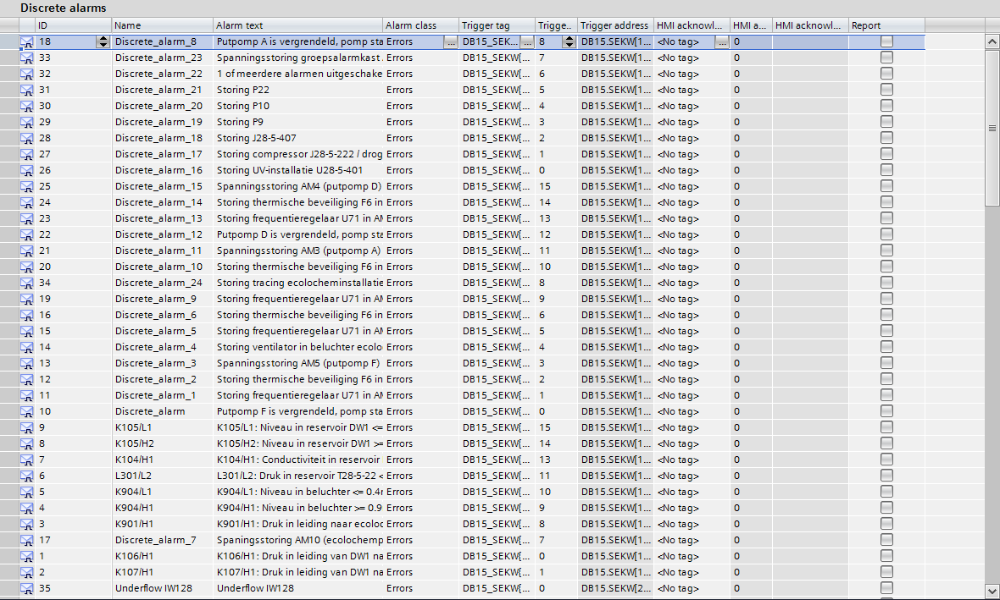 Discrete alarms
ID Name Alarm text Alarm class Trigger tag Trigge.. Trigger address HMI acknowl... HMI a... HMI acknowl... Report
18 Discrete_alarm_8 Putpomp A is vergrendeld, pomp sta Errors ... DB15_SEK... ... 8 DB15.SEKW[1... <No tag> ... 0
33 Discrete_alarm_23 Spanningsstoring groepsalarmkast Errors DB15_SEKW{... 7 DB15.SEKW[1... <No tag> 0
32 Discrete_alarm_22 1 of meerdere alarmen uitgeschake Errors DB15_SEKW{... 6 DB15.SEKW[1... <No tag> 0
31 Discrete_alarm_21 Storing P22 Errors DB15_SEKW{... 5 DB15.SEKW[1... <No tag> 0
30 Discrete_alarm_20 Storing P10 Errors DB15_SEKW{... 4 DB15.SEKW[1... <No tag> 0
29 Discrete_alarm_19 Storing P9 Errors DB15_SEKW{... 3 DB15.SEKW[1... <No tag> 0
28 Discrete_alarm_18 Storing J28-5-407 Errors DB15_SEKW{... 2 DB15.SEKW[1... <No tag> 0
27 Discrete_alarm_17 Storing compressor J28-5-222 / drog Errors DB15_SEKW{... 1 DB15.SEKW[1... <No tag> 0
26 Discrete_alarm_16 Storing UV-installatie U28-5-401 Errors DB15_SEKW{... 0 DB15.SEKW[1... <No tag> 0
25 Discrete_alarm_15 Spanningsstoring AM4 (putpomp D) Errors DB15_SEKW{... 15 DB15.SEKW[1... <No tag> 0
24 Discrete_alarm_14 Storing thermische beveiliging F6 in Errors DB15_SEKW{... 14 DB15.SEKW[1... <No tag> 0
23 Discrete_alarm_13 Storing frequentieregelaar U71 in AM Errors DB15_SEKW{... 13 DB15.SEKW[1... <No tag> 0
22 Discrete_alarm_12 Putpomp D is vergrendeld, pomp sta Errors DB15_SEKW{... 12 DB15.SEKW[1... <No tag> 0
21 Discrete_alarm_11 Spanningsstoring AM3 (putpomp A) Errors DB15_SEKW{... 11 DB15.SEKW[1... <No tag> 0
20 Discrete_alarm_10 Storing thermische beveiliging F6 in Errors DB15_SEKW{... 10 DB15.SEKW[1... <No tag> 0
34 Discrete_alarm_24 Storing tracing ecolocheminstallatie Errors DB15_SEKW{... 8 DB15.SEKW[1... <No tag> 0
19 Discrete_alarm_9 Storing frequentieregelaar U71 in AM Errors DB15_SEKW{... 9 DB15.SEKW[1... <No tag> 0
16 Discrete_alarm_6 Storing thermische beveiliging F6 in Errors DB15_SEKW{... 6 DB15.SEKW[1... <No tag> 0
15 Discrete_alarm_5 Storing frequentieregelaar U71 in AM Errors DB15_SEKW{... 5 DB15.SEKW[1... <No tag> 0
14 Discrete_alarm_4 Storing ventilator in beluchter ecolo Errors DB15_SEKW{... 4 DB15.SEKW[1... <No tag> 0
13 Discrete_alarm_3 Spanningsstoring AM5 (putpomp F) Errors DB15_SEKW{... 3 DB15.SEKW[1... <No tag> 0
12 Discrete_alarm_2 Storing thermische beveiliging F6 in Errors DB15_SEKW{... 2 DB15.SEKW[1... <No tag> 0
11 Discrete_alarm_1 Storing frequentieregelaar U71 in AM Errors DB15_SEKW{... 1 DB15.SEKW[1... <No tag> 0
10 Discrete_alarm Putpomp F is vergrendeld, pomp sta Errors DB15_SEKW{... 0 DB15.SEKW[1... <No tag> 0
9 K105/L1 K105/L1: Niveau in reservoir DW1 <= Errors DB15_SEKW{... 15 DB15.SEKW[1... <No tag> 0
8 K105/H2 K105/H2: Niveau in reservoir DW1 >= Errors DB15_SEKW{... 14 DB15.SEKW[1... <No tag> 0
7 K104/H1 K104/H1: Conductiviteit in reservoir Errors DB15_SEKW{... 13 DB15.SEKW[1... <No tag> 0
6 L301/L2 L301/L2: Druk in reservoir T28-5-22 < Errors DB15_SEKW{... 11 DB15.SEKW[1... <No tag> 0
5 K904/L1 K904/L1: Niveau in beluchter <= 0.4 Errors DB15_SEKW{... 10 DB15.SEKW[1... <No tag> 0
4 K904/H1 K904/H1: Niveau in beluchter >= 0.9 Errors DB15_SEKW{... 9 DB15.SEKW[1... <No tag> 0
3 K901/H1 K901/H1: Druk in leiding naar ecoloc Errors DB15_SEKW{... 8 DB15.SEKW[1... <No tag> 0
17 Discrete_alarm_7 Spaningsstoring AM10 (ecolochemp Errors DB15_SEKW{... 7 DB15.SEKW[1... <No tag> 0
1 K106/H1 K106/H1: Druk in leiding van DW1 na Errors DB15_SEKW{... 0 DB15.SEKW[1... <No tag> 0
2 K107/H1 K107/H1: Druk in leiding van DW1 na Errors DB15_SEKW{... 1 DB15.SEKW[1... <No tag> 0
35 Underflow IW128 Underflow IW128 Errors DB15_SEKW{... 0 DB15.SEKW[2... <No tag> 0